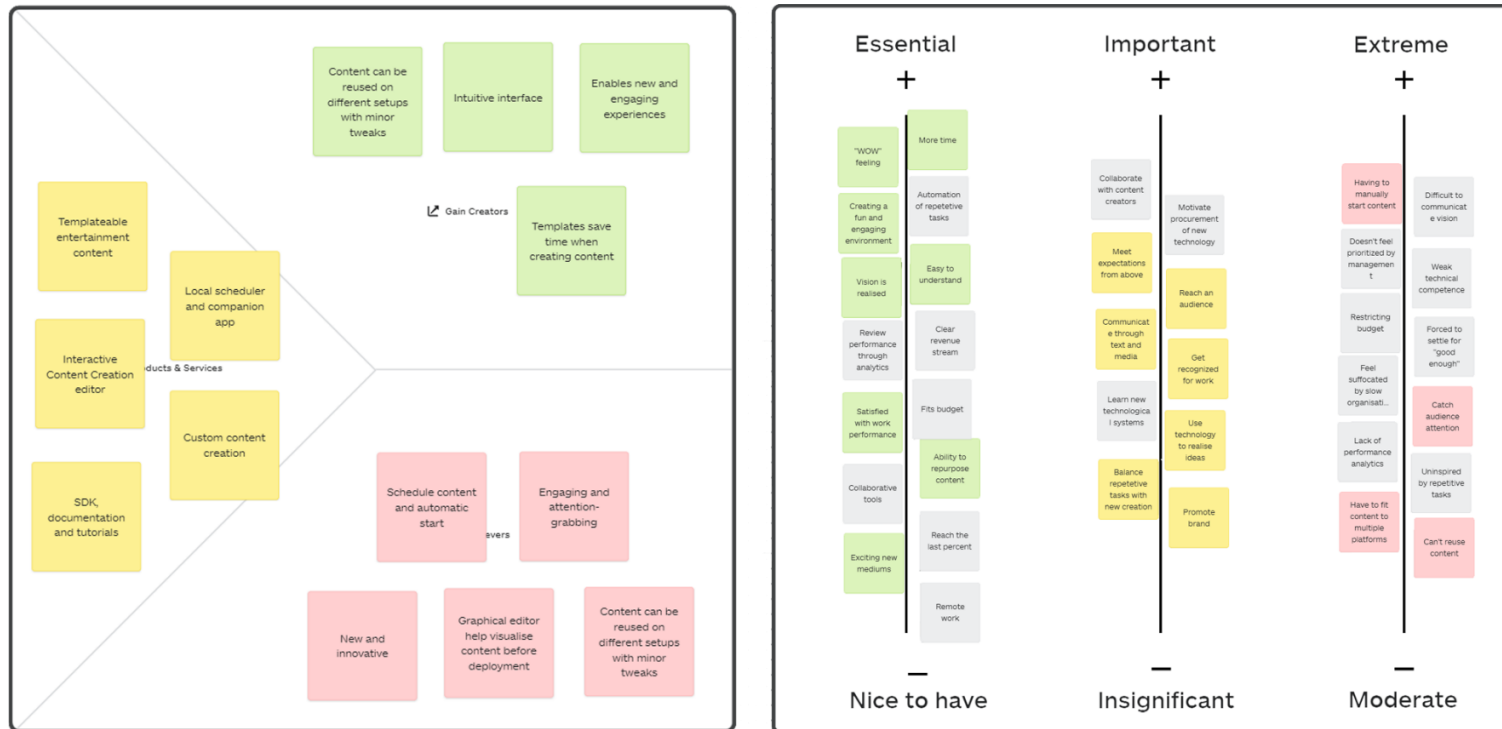 Content can be
reused on
different setups
with minor
tweaks
Intuitive interface
Enables new and
engaging
experiences
Gain Creators
Templates save
time when
creating content
Templateable
entertainment
content
Local scheduler
and companion
app
Interactive
Content Creation
editor
ducts & Services
Custom content
creation
SDK,
documentation
and tutorials
Schedule content
and automatic
start
Engaging and
attention-
grabbing
evers
New and
innovative
Graphical editor
help visualise
content before
deployment
Content can be
reused on
different setups
with minor
tweaks
Essential
+
"WOW"
feeling
More time
Creating a
fun and
engaging
environment
Automation
of repetetive
tasks
Vision is
realised
Easy to
understand
Review
performance
through
analytics
Clear
revenue
stream
Satisfied
with work
performance
Fits budget
Collaborative
tools
Ability to
repurpose
content
Exciting new
mediums
Reach the
last percent
Remote
work
–
Nice to have
Important
+
Collaborate
with content
creators
Motivate
procurement
of new
technology
Meet
expectations
from above
Reach an
audience
Communicat
e through
text and
media
Get
recognized
for work
Learn new
technologica
l systems
Use
technology
to realise
ideas
Balance
repetetive
tasks with
new creation
Promote
brand
–
Insignificant
Extreme
+
Having to
manually
start content
Difficult to
communicat
e vision
Doesn't feel
prioritized by
managemen
t
Weak
technical
competence
Restricting
budget
Forced to
settle for
"good
enough"
Feel
suffocated
by slow
organisati...
Catch
audience
attention
Lack of
performance
analytics
Uninspired
by repetitive
tasks
Have to fit
content to
multiple
platforms
Can't reuse
content
–
Moderate